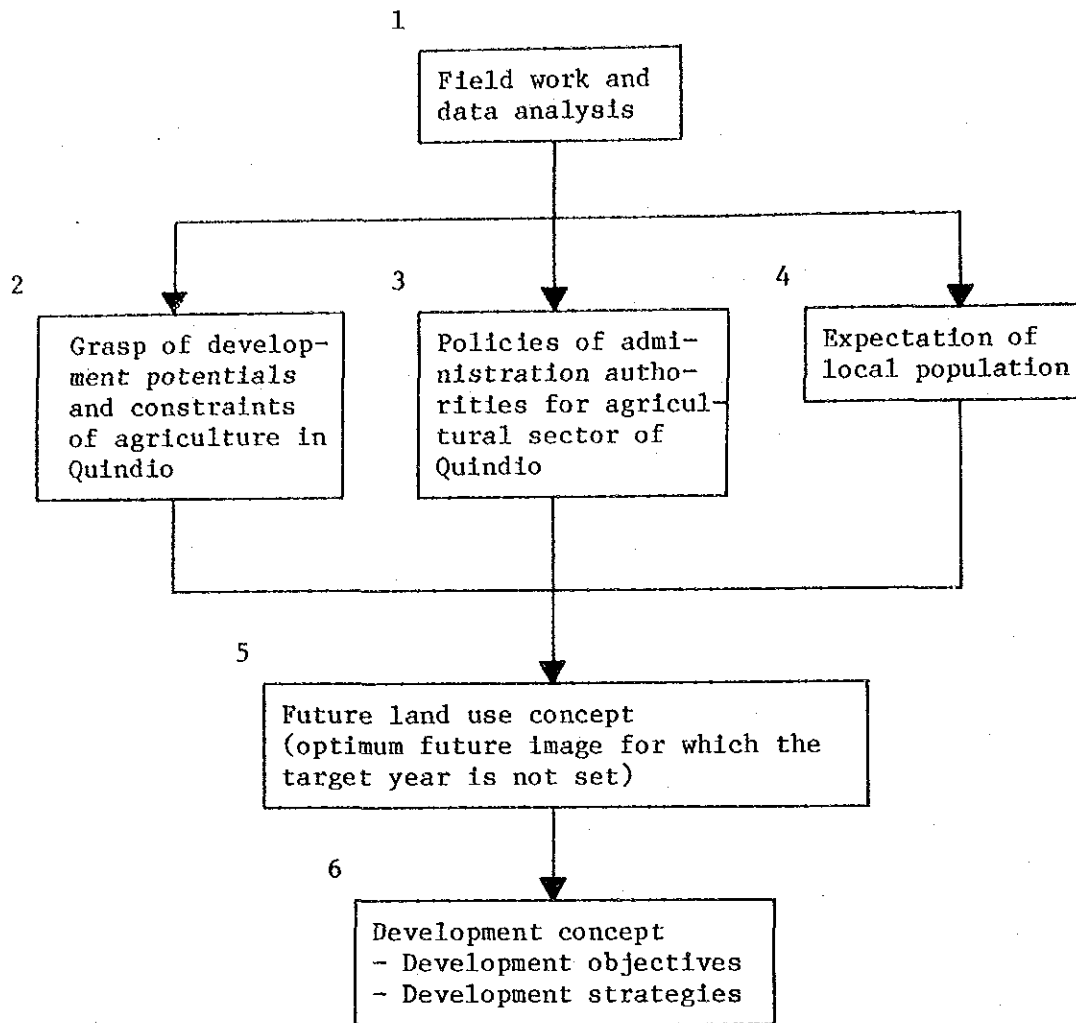 1
Field work and
data analysis
2
Grasp of develop-
ment potentials
and constraints
of agriculture in
Quindio
3
Policies of admi-
nistration autho-
rities for agricul-
tural sector of
Quindio
4
Expectation of
local population
5
Future land use concept
(optimum future image for which the
target year is not set)
6
Development concept
- Development objectives
- Development strategies